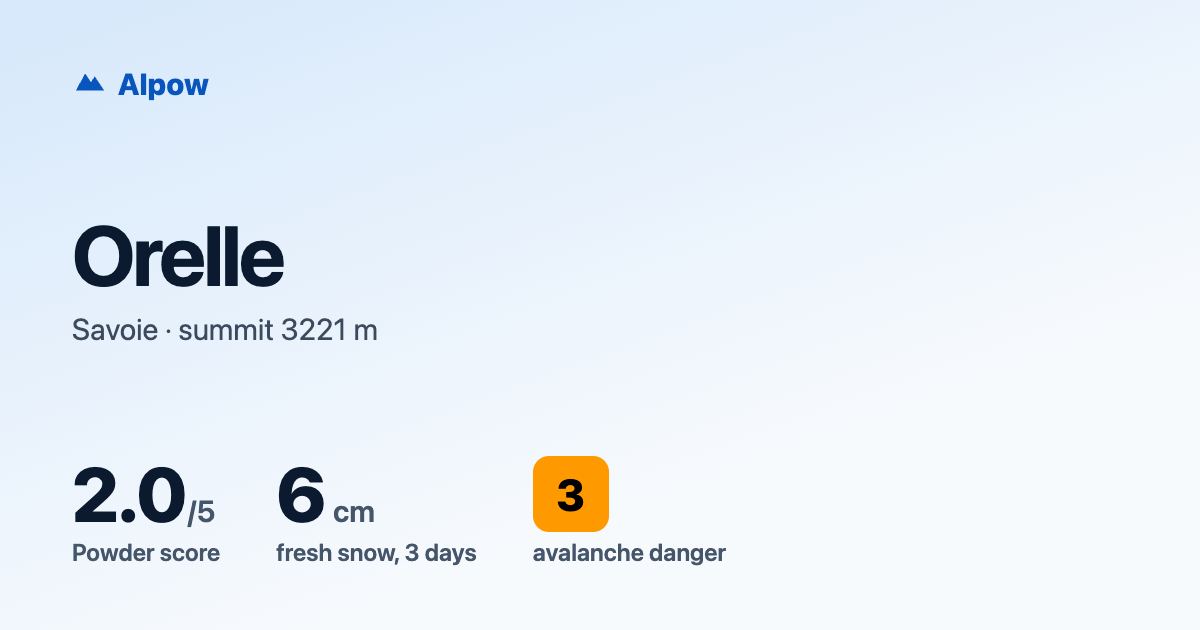 Alpow
Orelle
Savoie · summit 3221 m
2.0/5
Powder score
6 cm
fresh snow, 3 days
3
avalanche danger